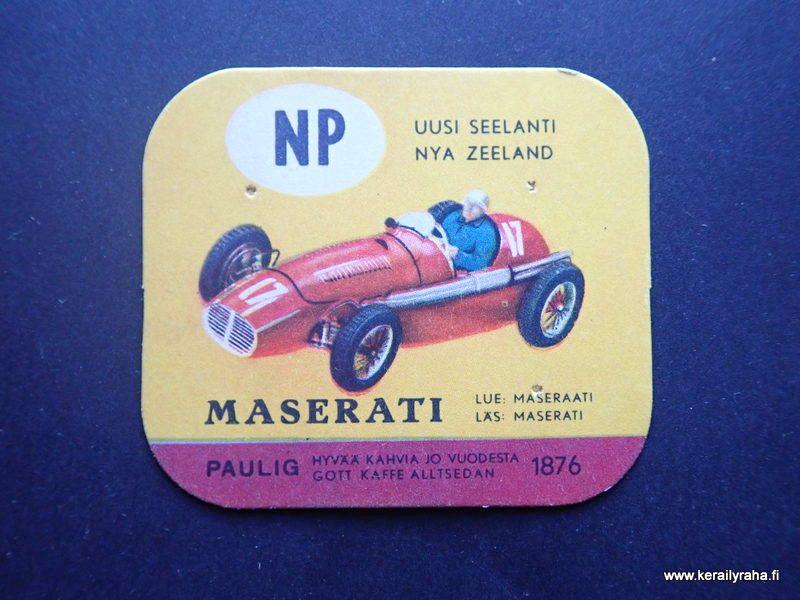 NP
UUSI SEELANTI
NYA ZEELAND
17
17
MASERATI
LUE: MASERAATI
LÄS: MASERATI
PAULIG
HYVÄÄ KAHVIA JO VUODESTA
GOTT KAFFE ALLTSEDAN
1876
www.kerailyraha.fi